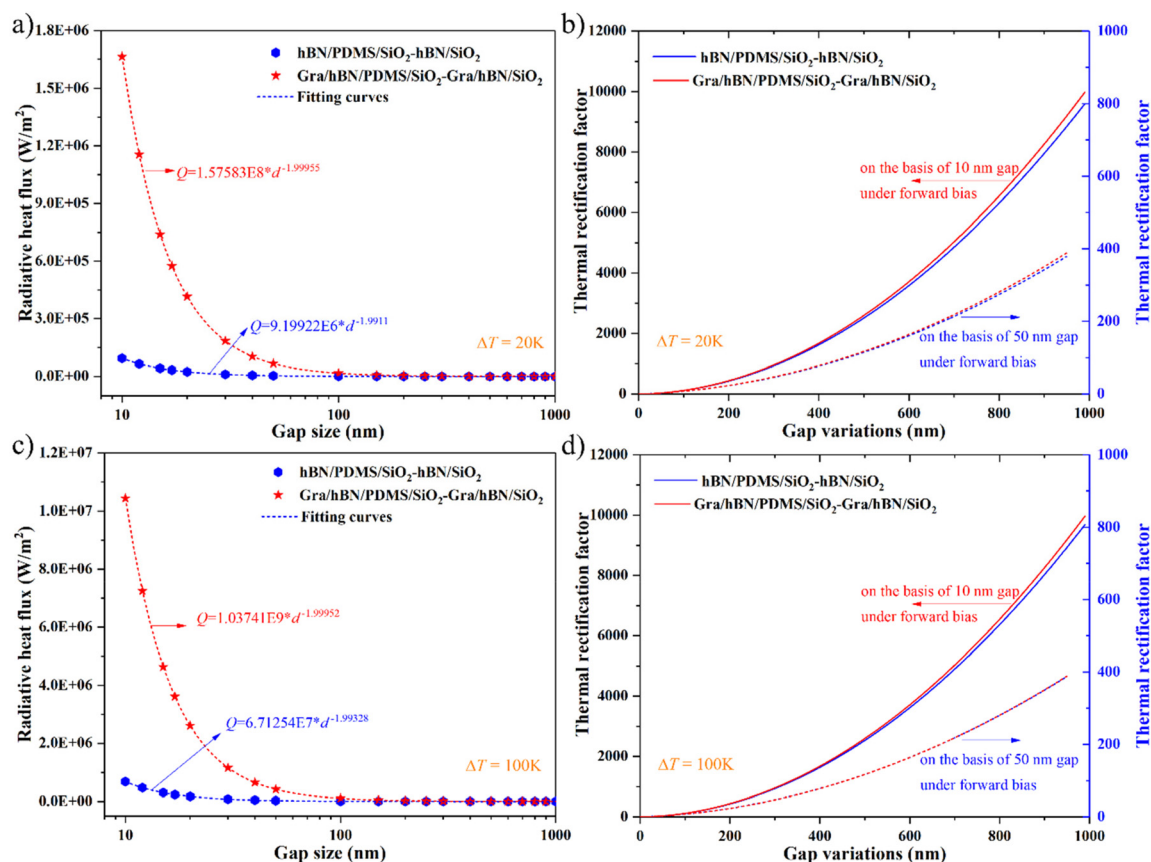 a)
1.8E+06
1.5E+06
1.2E+06
9.0E+05
6.0E+05
3.0E+05
0.0E+00
Radiative heat flux (W/m²)
hBN/PDMS/SiO₂-hBN/SiO₂
Gra/hBN/PDMS/SiO₂-Gra/hBN/SiO₂
Fitting curves
Q=1.57583E8*d^-1.99955
Q=9.19922E6*d^-1.9911
ΔT = 20K
10 100 1000
Gap size (nm)
b)
12000
10000
8000
6000
4000
2000
0
Thermal rectification factor
hBN/PDMS/SiO₂-hBN/SiO₂
Gra/hBN/PDMS/SiO₂-Gra/hBN/SiO₂
on the basis of 10 nm gap
under forward bias
on the basis of 50 nm gap
under forward bias
ΔT = 20K
1000
800
600
400
200
0
Thermal rectification factor
0 200 400 600 800 1000
Gap variations (nm)
c)
1.2E+07
1.0E+07
8.0E+06
6.0E+06
4.0E+06
2.0E+06
0.0E+00
Radiative heat flux (W/m²)
hBN/PDMS/SiO₂-hBN/SiO₂
Gra/hBN/PDMS/SiO₂-Gra/hBN/SiO₂
Fitting curves
Q=1.03741E9*d^-1.99952
Q=6.71254E7*d^-1.99328
ΔT = 100K
10 100 1000
Gap size (nm)
d)
12000
10000
8000
6000
4000
2000
0
Thermal rectification factor
hBN/PDMS/SiO₂-hBN/SiO₂
Gra/hBN/PDMS/SiO₂-Gra/hBN/SiO₂
on the basis of 10 nm gap
under forward bias
on the basis of 50 nm gap
under forward bias
ΔT = 100K
1000
800
600
400
200
0
Thermal rectification factor
0 200 400 600 800 1000
Gap variations (nm)